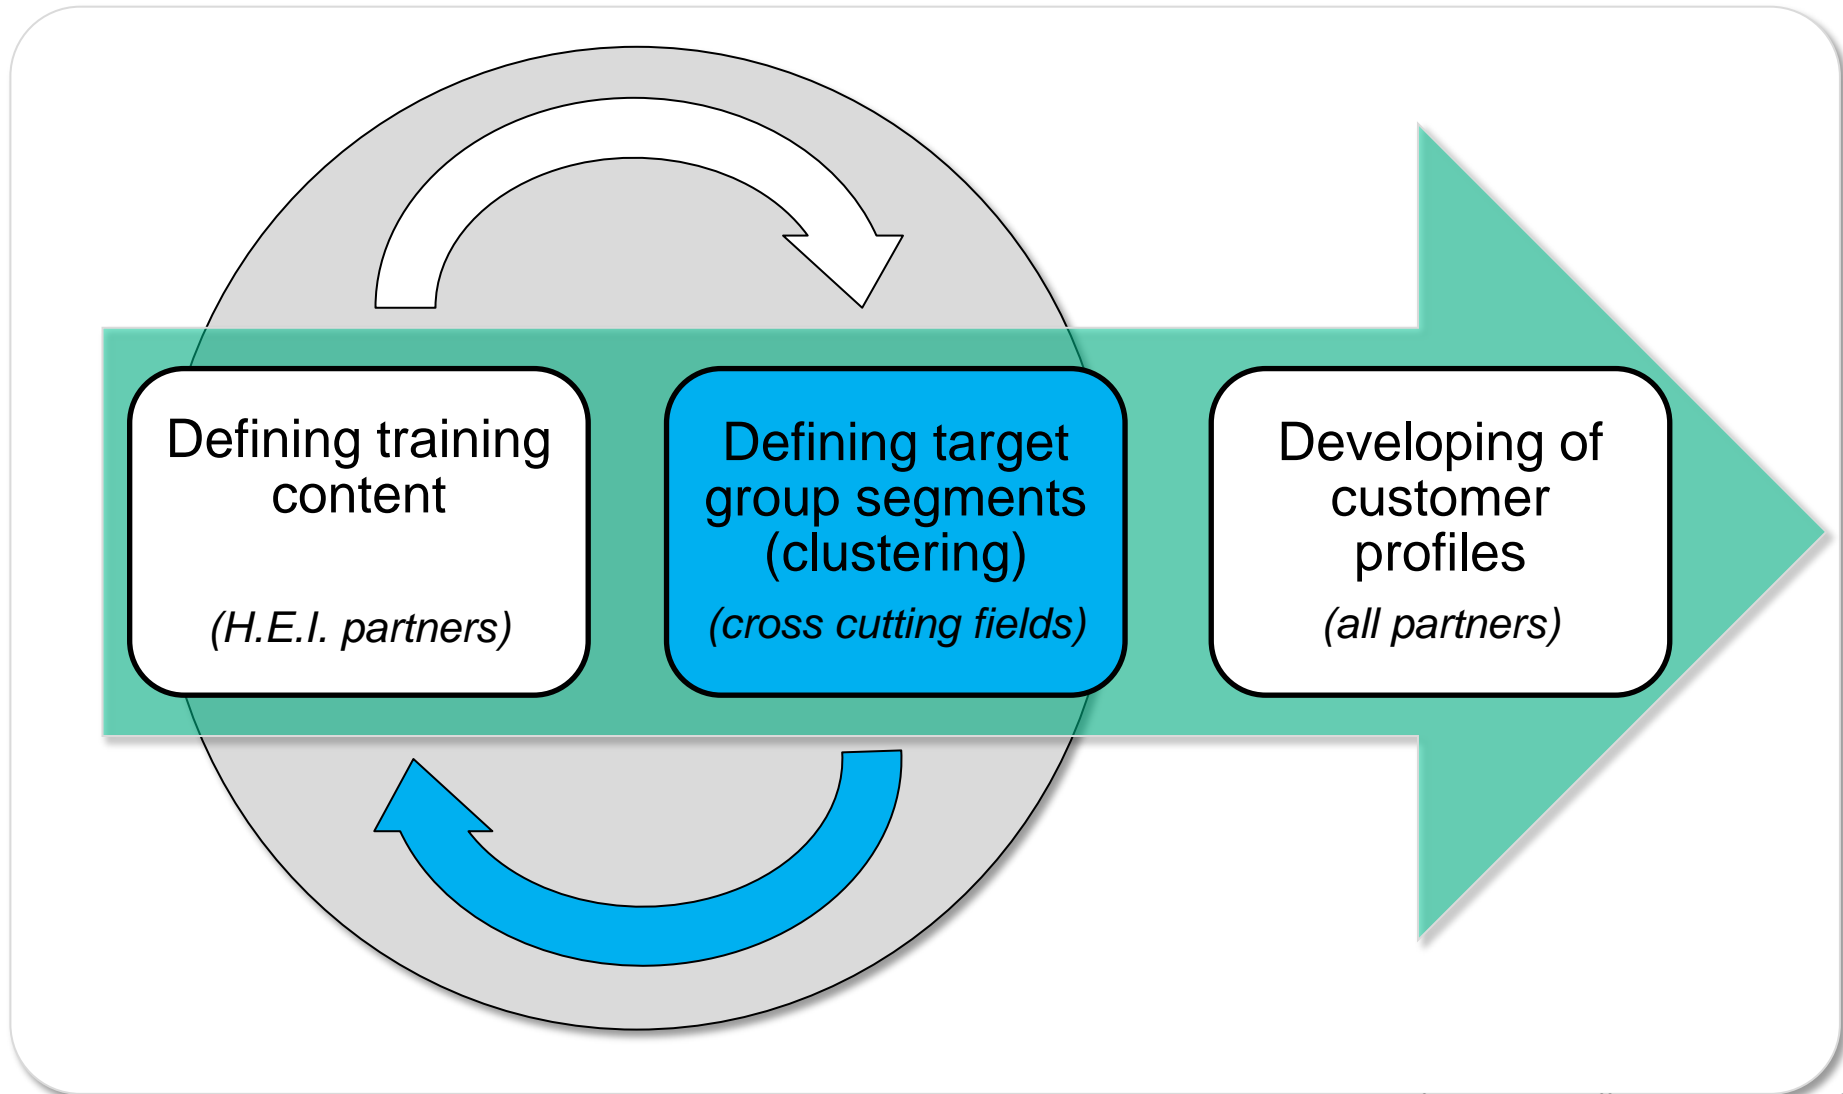 Defining training
content
(H.E.I. partners)
Defining target
group segments
(clustering)
(cross cutting fields)
Developing of
customer
profiles
(all partners)